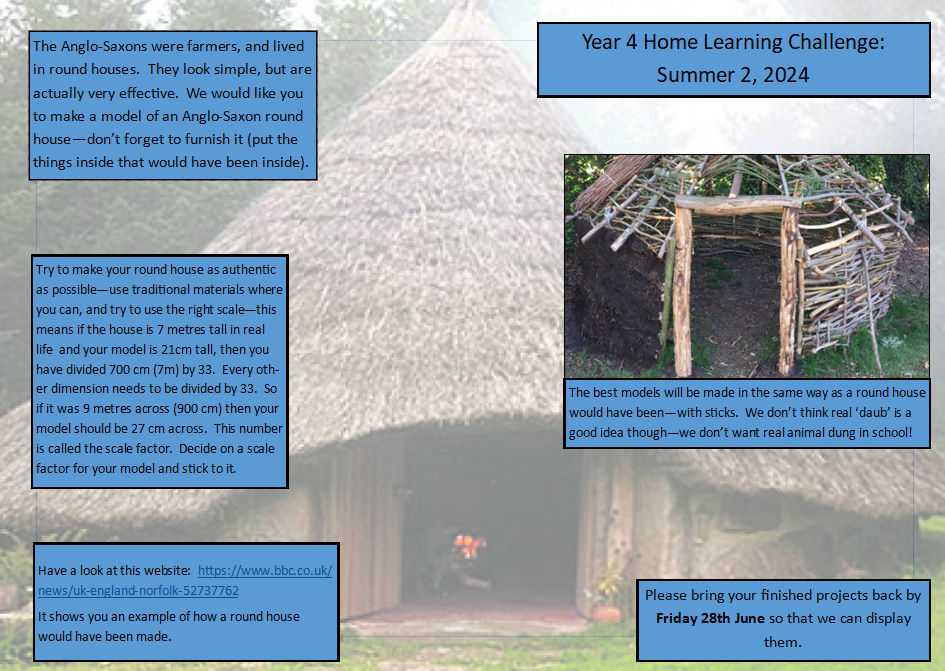 The Anglo-Saxons were farmers, and lived
in round houses.  They look simple, but are
actually very effective.  We would like you
to make a model of an Anglo-Saxon round
house—don't forget to furnish it (put the
things inside that would have been inside).
Year 4 Home Learning Challenge:
Summer 2, 2024
Try to make your round house as authentic
as possible—use traditional materials where
you can, and try to use the right scale—this
means if the house is 7 metres tall in real
life  and your model is 21cm tall, then you
have divided 700 cm (7m) by 33.  Every oth-
er dimension needs to be divided by 33.  So
if it was 9 metres across (900 cm) then your
model should be 27 cm across.  This number
is called the scale factor.  Decide on a scale
factor for your model and stick to it.
The best models will be made in the same way as a round house
would have been—with sticks.  We don't think real 'daub' is a
good idea though—we don't want real animal dung in school!
Have a look at this website:  https://www.bbc.co.uk/
news/uk-england-norfolk-52737762
It shows you an example of how a round house
would have been made.
Please bring your finished projects back by
Friday 28th June so that we can display
them.